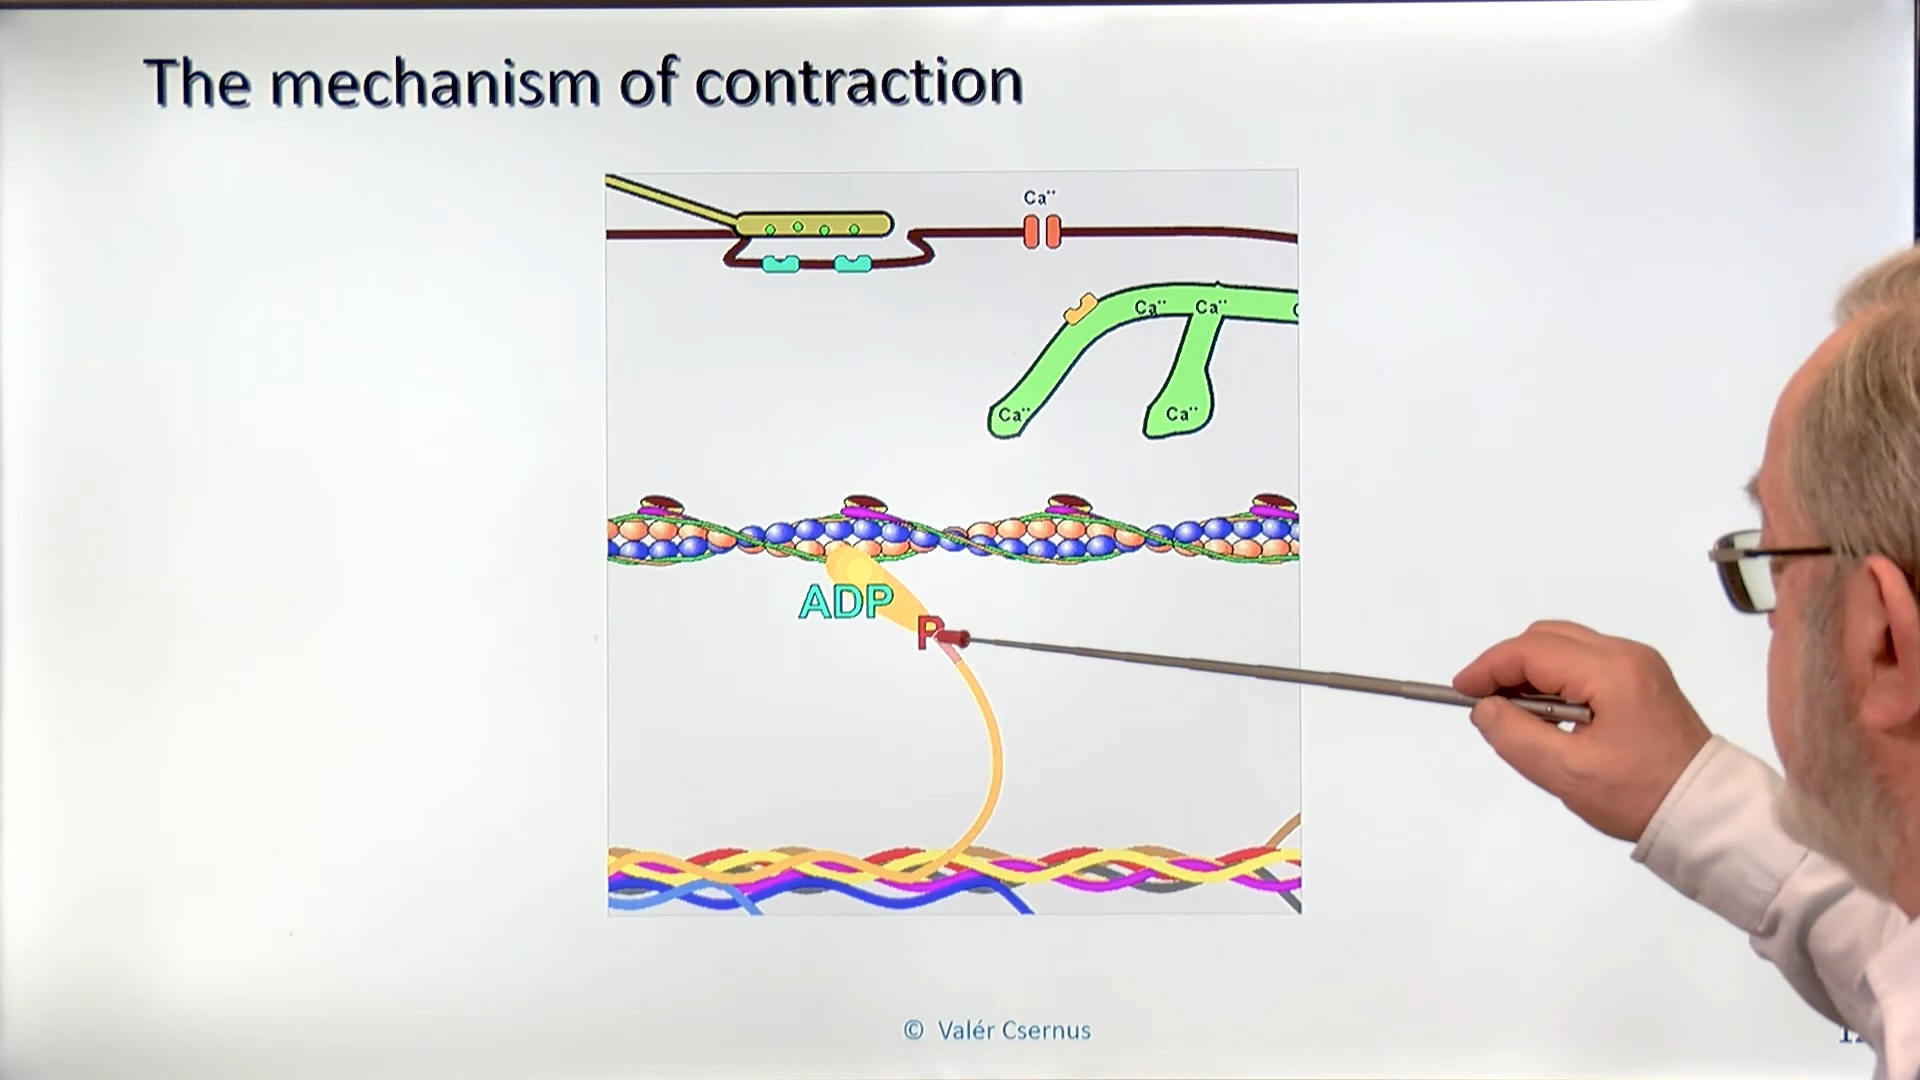 The mechanism of contraction
Ca¨
Ca¨ Ca¨
Ca¨ Ca¨
ADP
P
© Valér Csernus